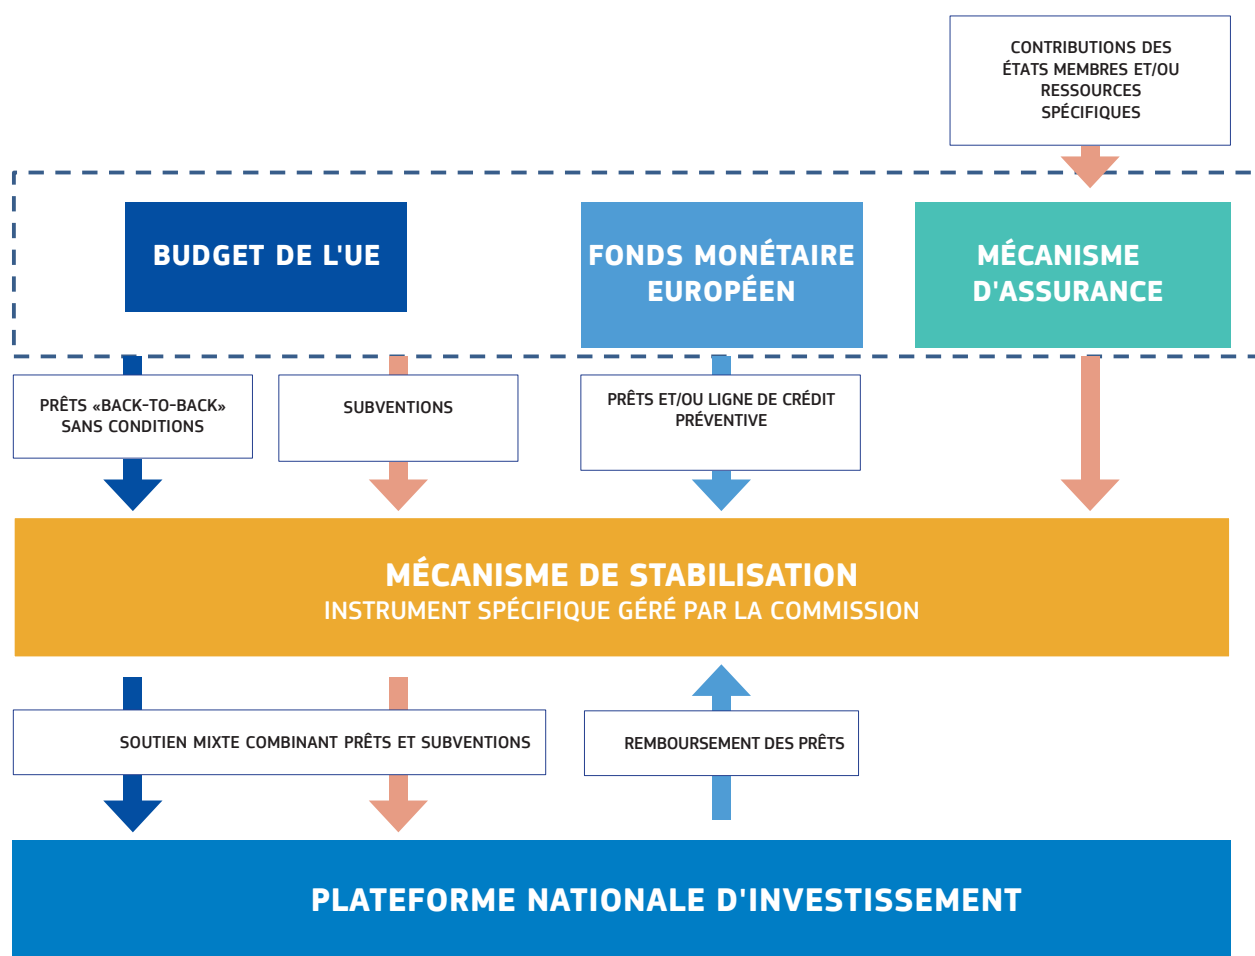 CONTRIBUTIONS DES
ÉTATS MEMBRES ET/OU
RESSOURCES
SPÉCIFIQUES
BUDGET DE L'UE
FONDS MONÉTAIRE
EUROPÉEN
MÉCANISME
D'ASSURANCE
PRÊTS «BACK-TO-BACK»
SANS CONDITIONS
SUBVENTIONS
PRÊTS ET/OU LIGNE DE CRÉDIT
PRÉVENTIVE
MÉCANISME DE STABILISATION
INSTRUMENT SPÉCIFIQUE GÉRÉ PAR LA COMMISSION
SOUTIEN MIXTE COMBINANT PRÊTS ET SUBVENTIONS
REMBOURSEMENT DES PRÊTS
PLATEFORME NATIONALE D'INVESTISSEMENT